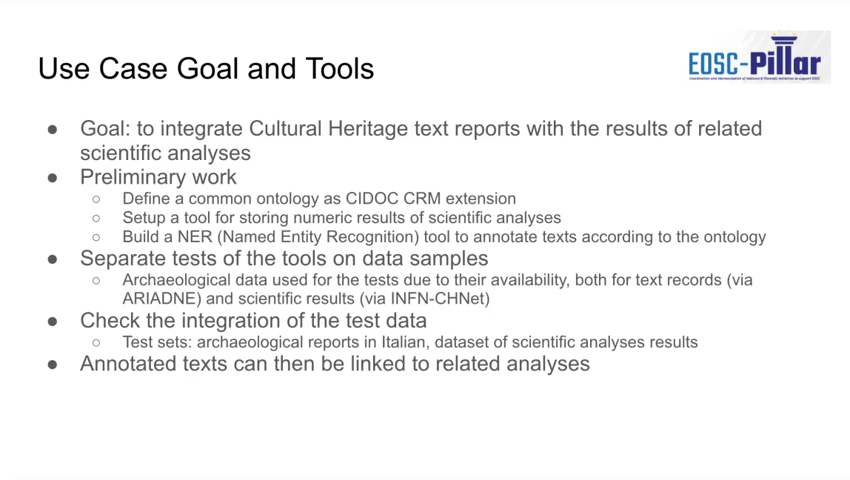 Use Case Goal and Tools
EOSC-Pillar
● Goal: to integrate Cultural Heritage text reports with the results of related
scientific analyses
● Preliminary work
○ Define a common ontology as CIDOC CRM extension
○ Setup a tool for storing numeric results of scientific analyses
○ Build a NER (Named Entity Recognition) tool to annotate texts according to the ontology
● Separate tests of the tools on data samples
○ Archaeological data used for the tests due to their availability, both for text records (via
ARIADNE) and scientific results (via INFN-CHNet)
● Check the integration of the test data
○ Test sets: archaeological reports in Italian, dataset of scientific analyses results
● Annotated texts can then be linked to related analyses